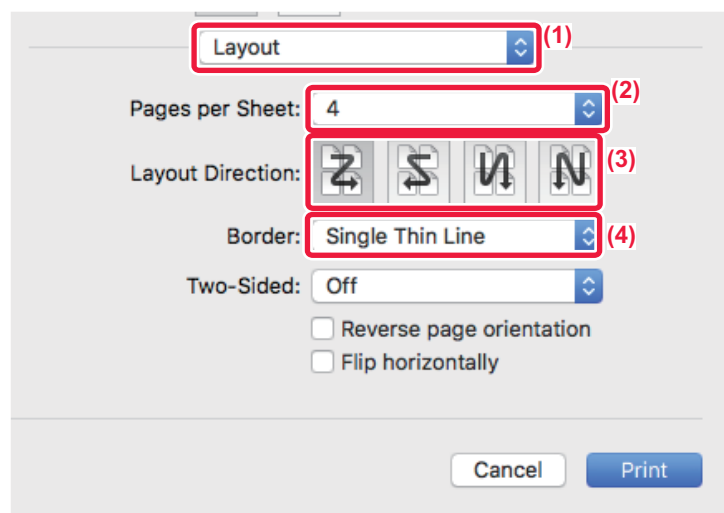 Layout (1)
Pages per Sheet: 4 (2)
Layout Direction: (3)
Border: Single Thin Line (4)
Two-Sided: Off
Reverse page orientation
Flip horizontally
Cancel Print